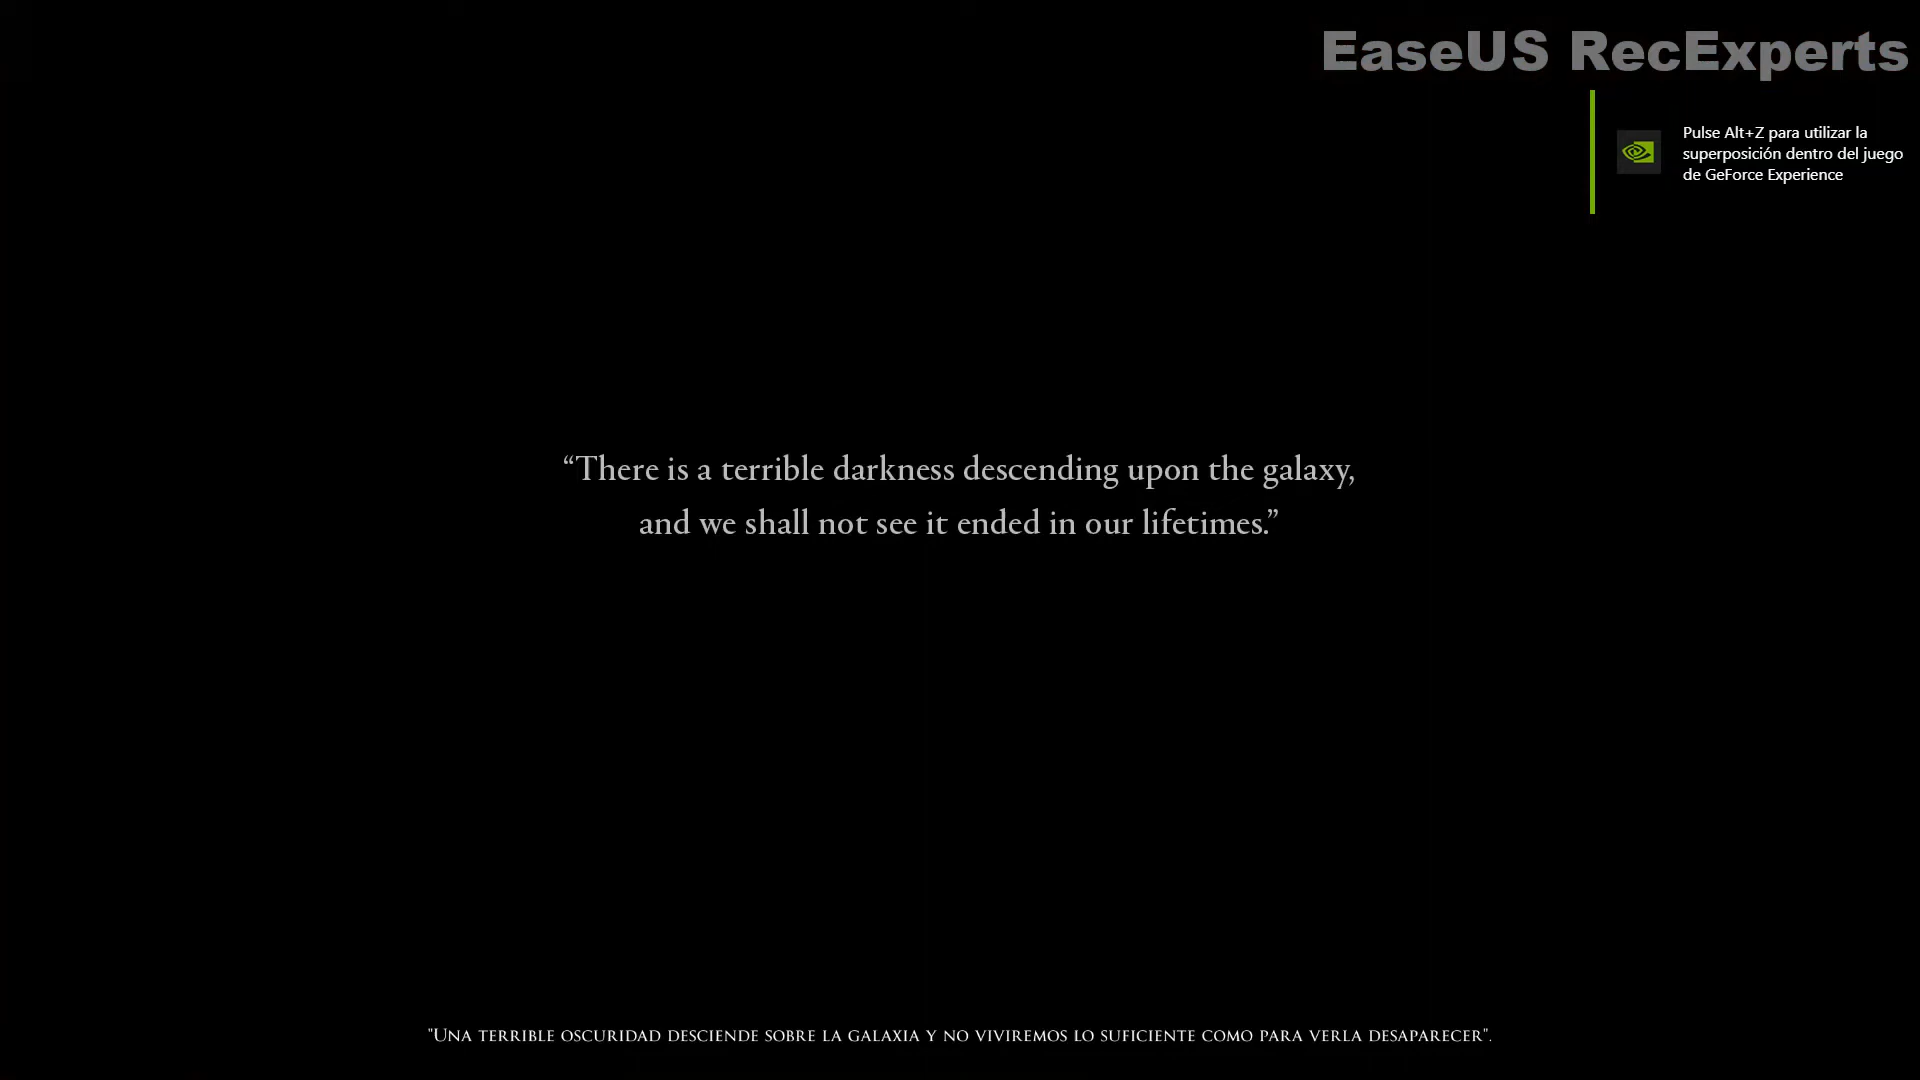 EaseUS RecExperts
Pulse Alt+Z para utilizar la
superposición dentro del juego
de GeForce Experience
“There is a terrible darkness descending upon the galaxy,
and we shall not see it ended in our lifetimes.”
"Una terrible oscuridad desciende sobre la galaxia y no viviremos lo suficiente como para verla desaparecer".